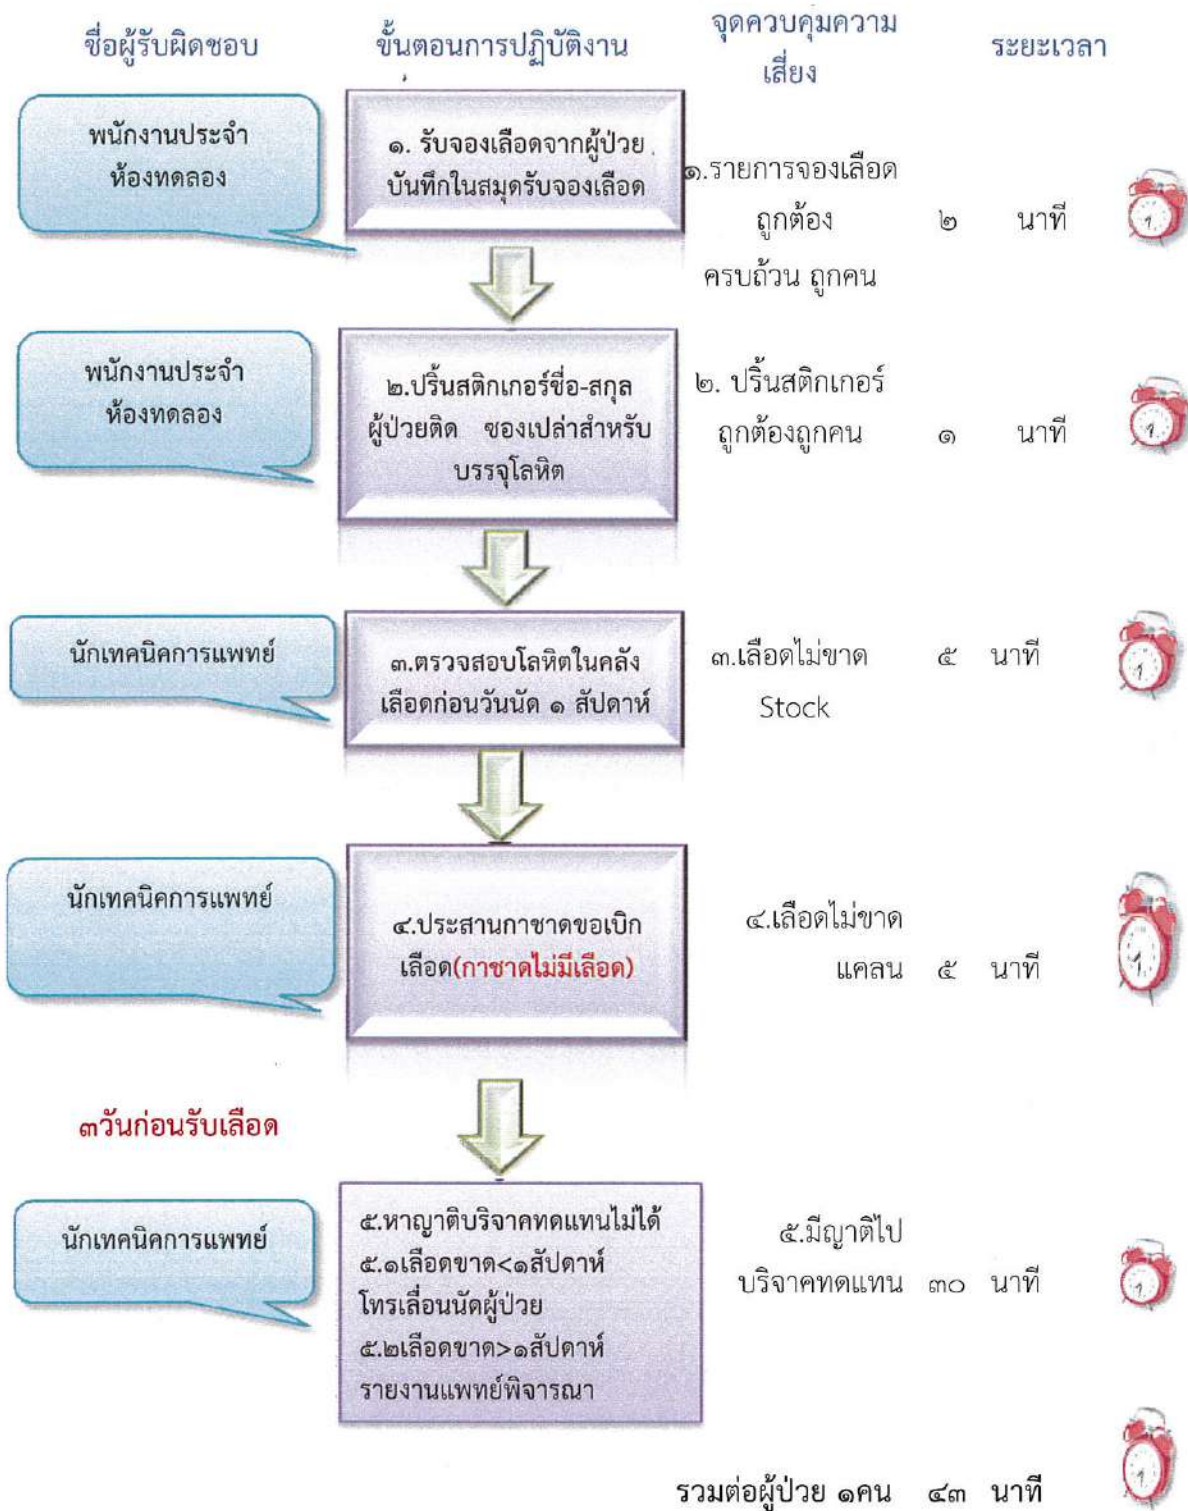 ชื่อผู้รับผิดชอบ
ขั้นตอนการปฏิบัติงาน
จุดควบคุมความ
เสี่ยง
ระยะเวลา
พนักงานประจำ
ห้องทดลอง
๑. รับจองเลือดจากผู้ป่วย
บันทึกในสมุดรับจองเลือด
๑.รายการจองเลือด
ถูกต้อง ๒ นาที
ครบถ้วน ถูกคน
พนักงานประจำ
ห้องทดลอง
๒.ปริ้นสติกเกอร์ชื่อ-สกุล
ผู้ป่วยติด ซองเปล่าสำหรับ
บรรจุโลหิต
๒. ปริ้นสติกเกอร์
ถูกต้องถูกคน ๑ นาที
นักเทคนิคการแพทย์
๓.ตรวจสอบโลหิตในคลัง
เลือดก่อนวันนัด ๑ สัปดาห์
๓.เลือดไม่ขาด ๕ นาที
Stock
นักเทคนิคการแพทย์
๔.ประสานกาชาดขอเบิก
เลือด(กาชาดไม่มีเลือด)
๔.เลือดไม่ขาด
แคลน ๕ นาที
๓วันก่อนรับเลือด
นักเทคนิคการแพทย์
๕.หาญาติบริจาคทดแทนไม่ได้
๕.๑เลือดขาด<๑สัปดาห์
โทรเลื่อนนัดผู้ป่วย
๕.๒เลือดขาด>๑สัปดาห์
รายงานแพทย์พิจารณา
๕.มีญาติไป
บริจาคทดแทน ๓๐ นาที
รวมต่อผู้ป่วย ๑คน ๔๓ นาที